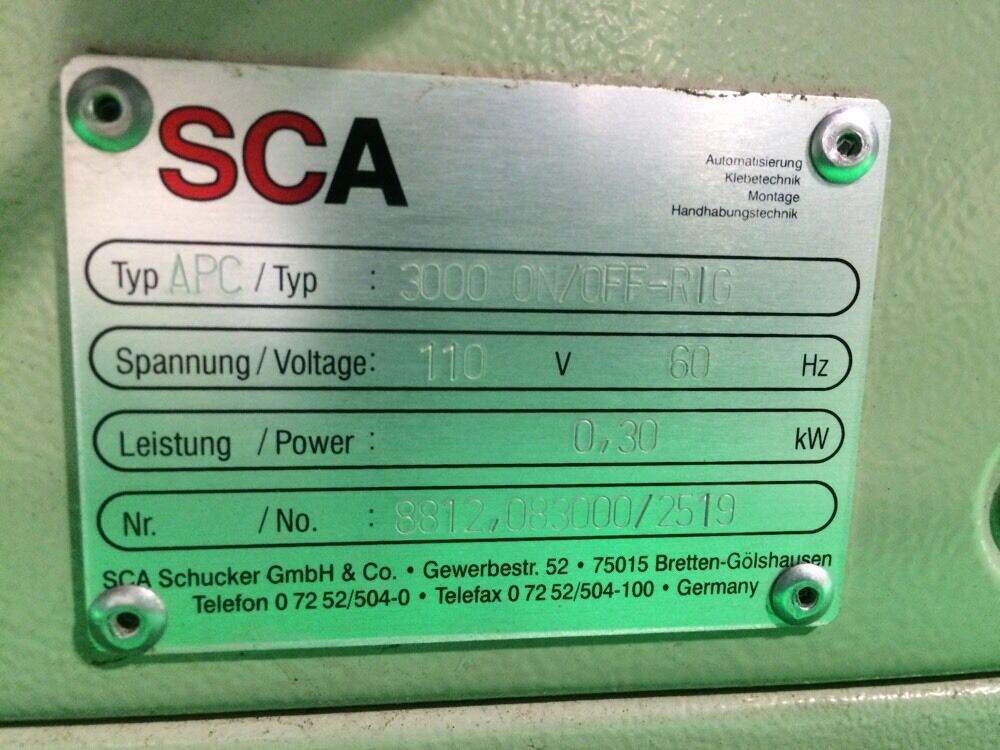 SCA
Automatisierung
Klebetechnik
Montage
Handhabungstechnik
Typ APC / Typ : 3000 ON/OFF-RIG
Spannung / Voltage: 110 V 60 Hz
Leistung / Power : 0,30 kW
Nr. / No. : 8812,083000/2519
SCA Schucker GmbH & Co. • Gewerbestr. 52 • 75015 Bretten-Gölshausen
Telefon 0 72 52/504-0 • Telefax 0 72 52/504-100 • Germany